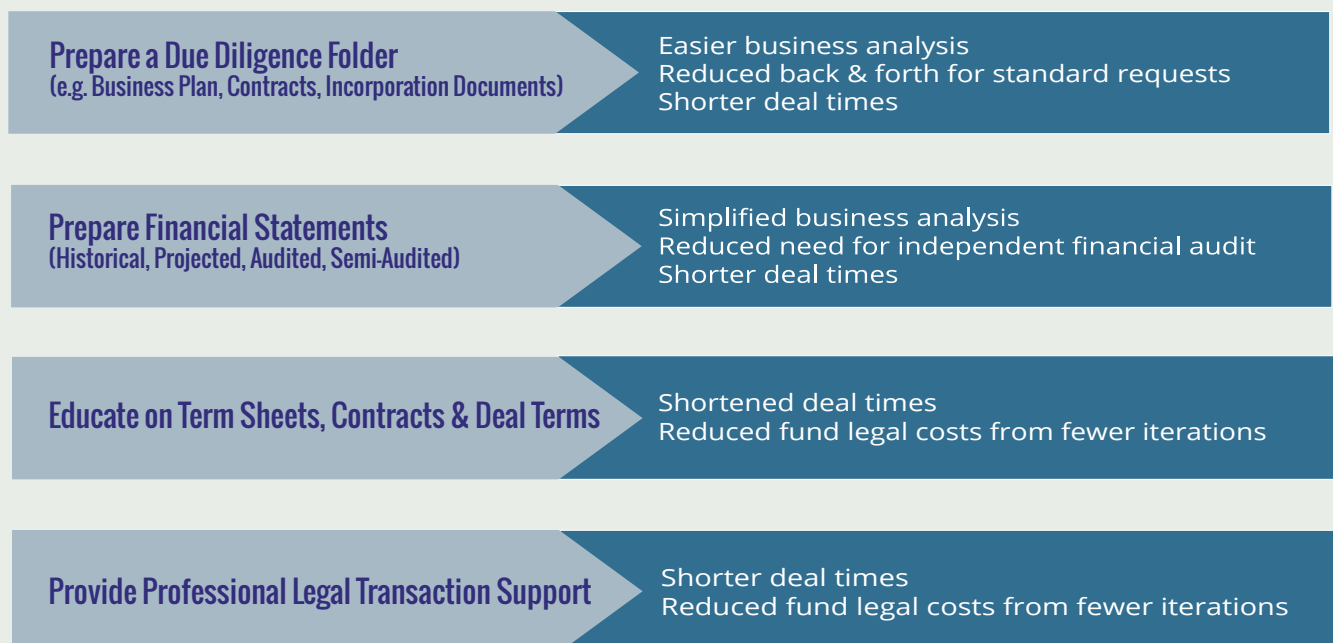 Prepare a Due Diligence Folder
(e.g. Business Plan, Contracts, Incorporation Documents)
Easier business analysis
Reduced back & forth for standard requests
Shorter deal times
Prepare Financial Statements
(Historical, Projected, Audited, Semi-Audited)
Simplified business analysis
Reduced need for independent financial audit
Shorter deal times
Educate on Term Sheets, Contracts & Deal Terms
Shortened deal times
Reduced fund legal costs from fewer iterations
Provide Professional Legal Transaction Support
Shorter deal times
Reduced fund legal costs from fewer iterations